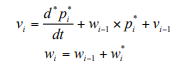 v_i = \frac{d^* p_i^*}{dt} + w_{i-1} \times p_i^* + v_{i-1}
w_i = w_{i-1} + w_i^*